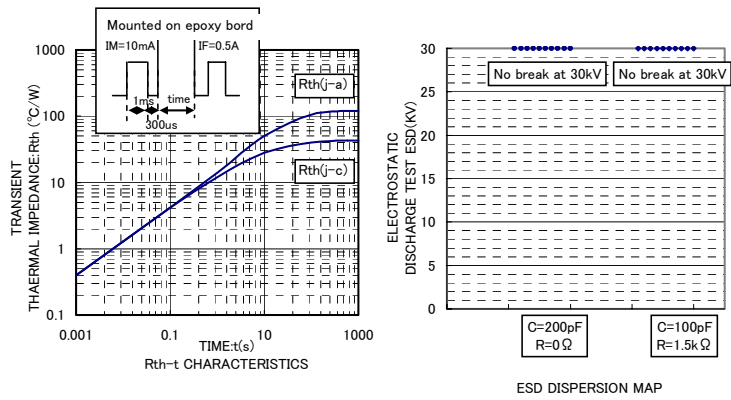 Mounted on epoxy bord
IM=10mA
IF=0.5A
1ms
time
300us
Rth(j-a)
Rth(j-c)
TRANSIENT
THAERMAL IMPEDANCE:Rth (℃/W)
1000
100
10
1
0.1
0.001
0.1
10
1000
TIME:t(s)
Rth-t CHARACTERISTICS
ELECTROSTATIC
DISCHARGE TEST ESD(KV)
30
25
20
15
10
5
0
No break at 30kV
No break at 30kV
C=200pF
R=0Ω
C=100pF
R=1.5kΩ
ESD DISPERSION MAP